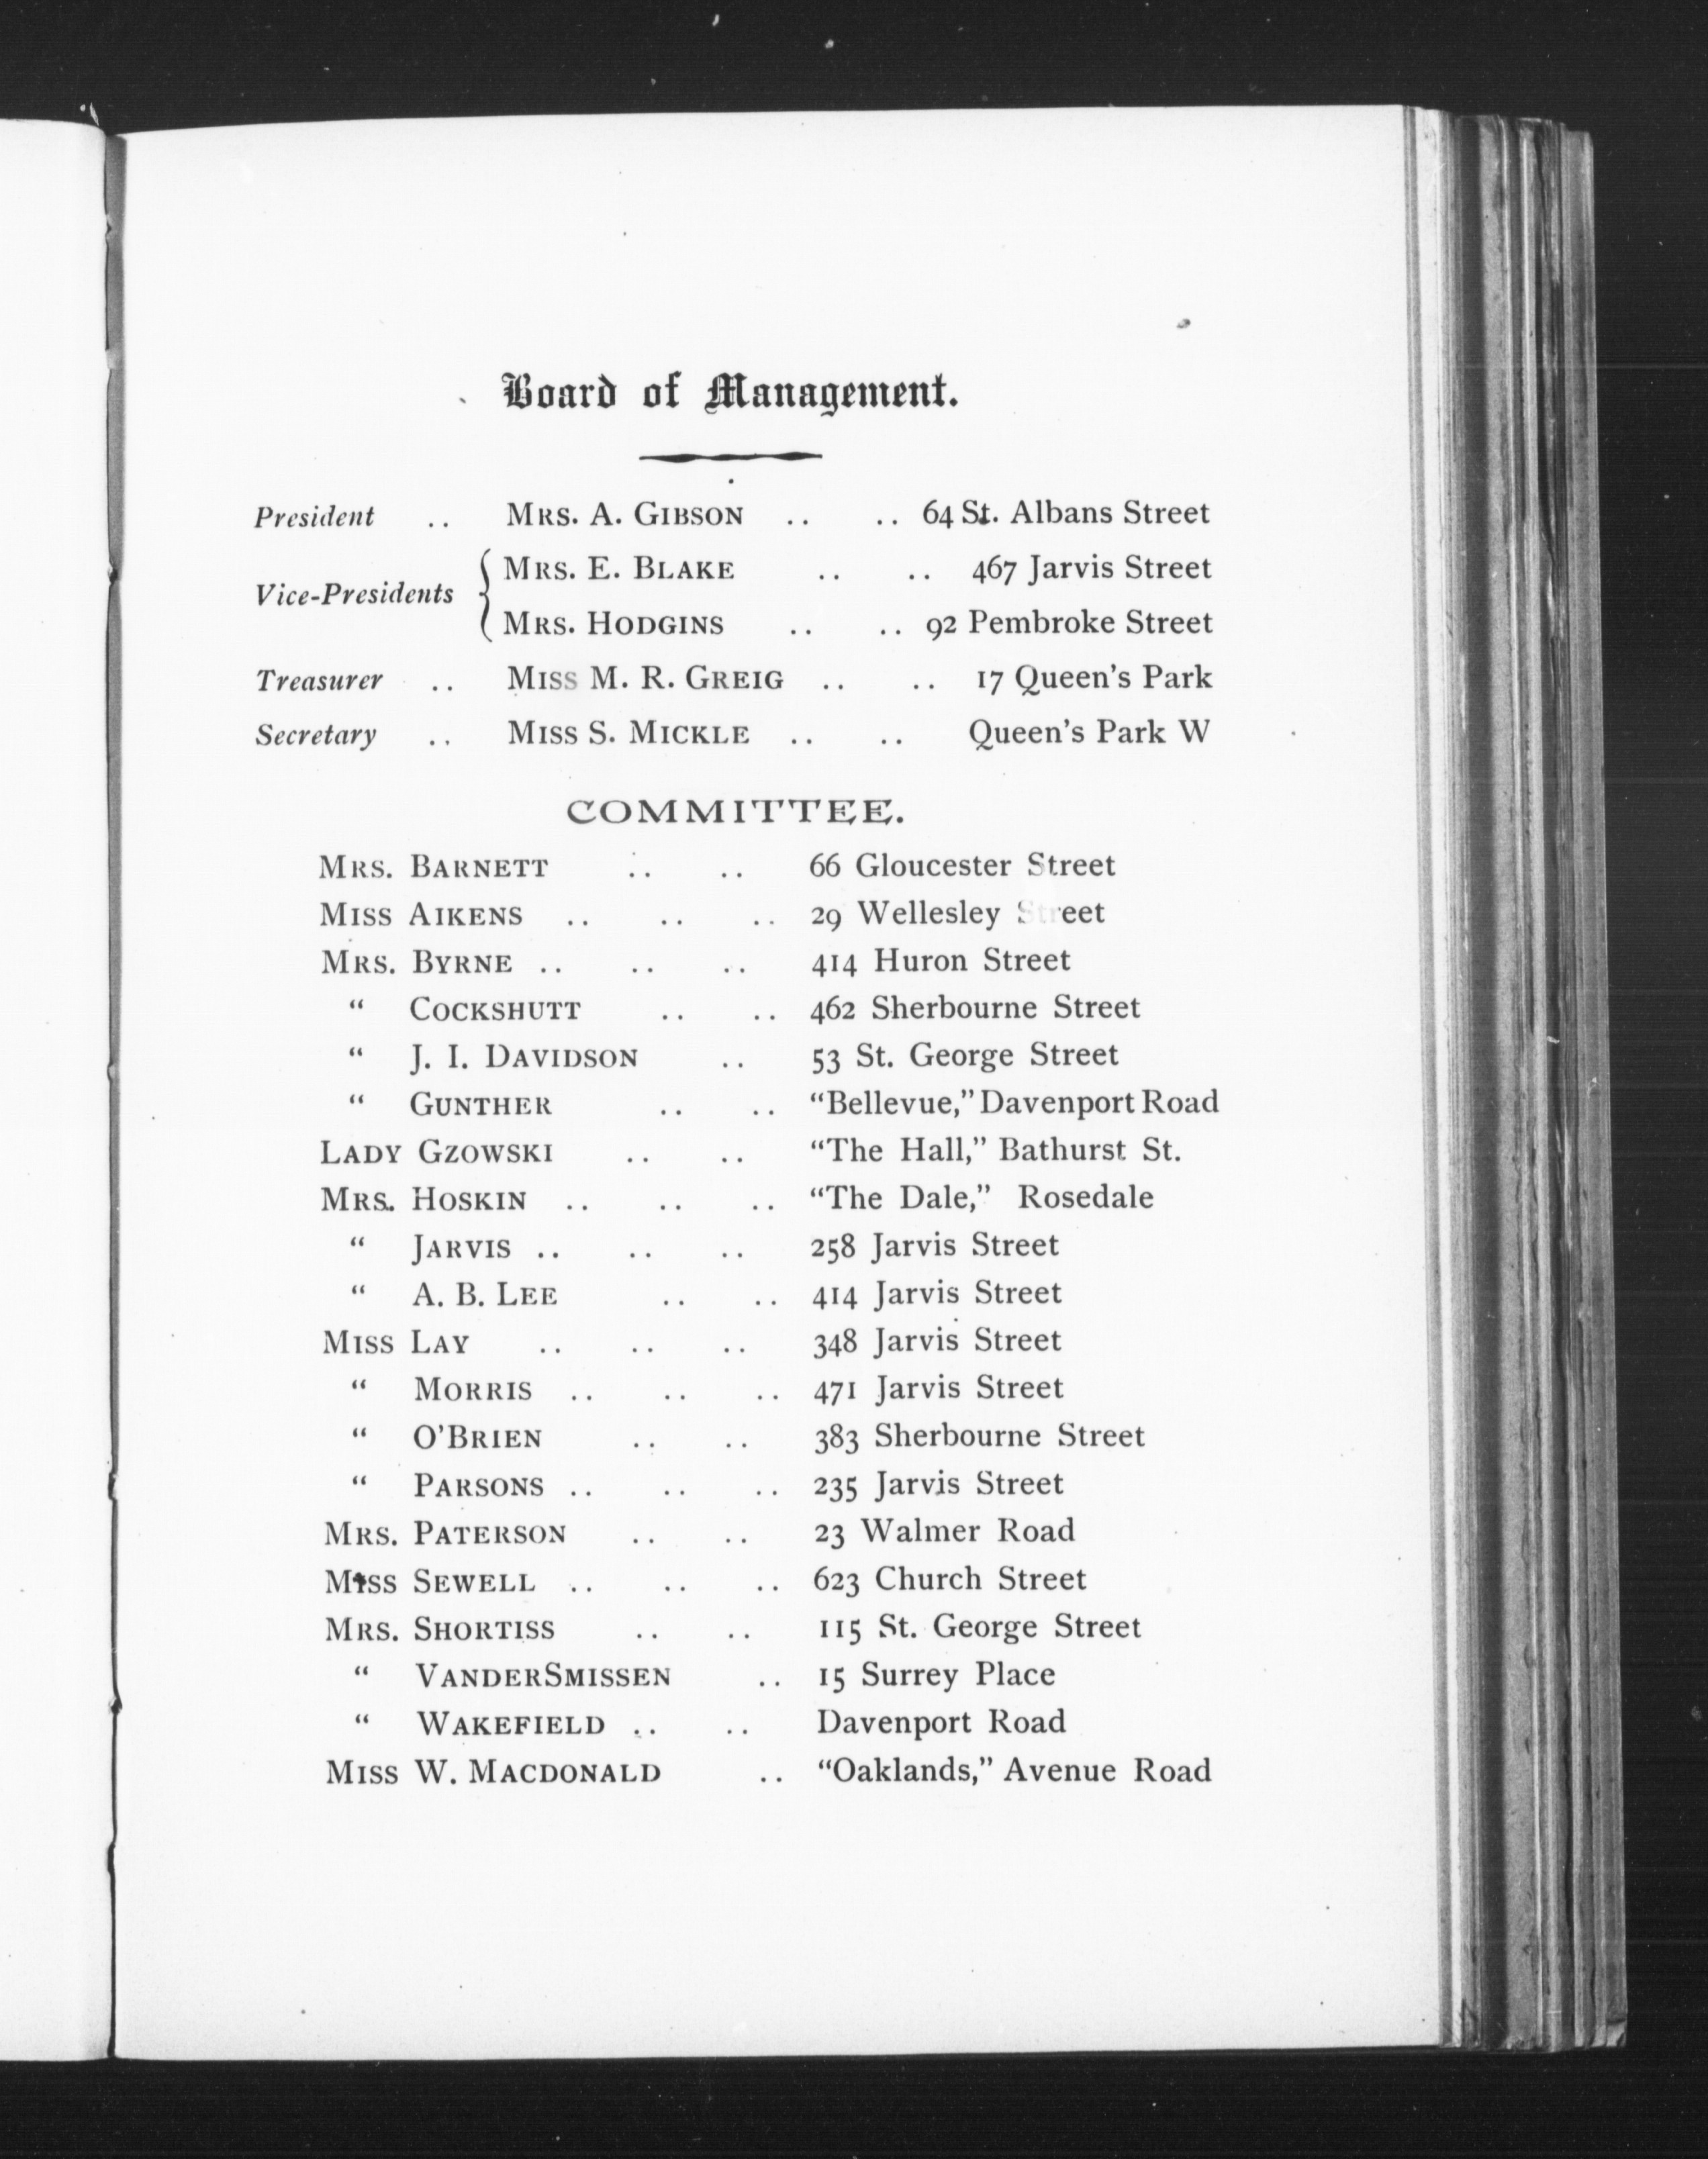 Board of Management.
President .. MRS. A. GIBSON .. .. 64 St. Albans Street
MRS. E. BLAKE .. .. 467 Jarvis Street
Vice-Presidents {
MRS. HODGINS .. .. 92 Pembroke Street
Treasurer .. MISS M. R. GREIG .. .. 17 Queen's Park
Secretary .. MISS S. MICKLE .. .. Queen's Park W
COMMITTEE.
MRS. BARNETT .. .. 66 Gloucester Street
MISS AIKENS .. .. .. 29 Wellesley Street
MRS. BYRNE .. .. .. 414 Huron Street
“ COCKSHUTT .. .. 462 Sherbourne Street
“ J. I. DAVIDSON .. 53 St. George Street
“ GUNTHER .. .. “Bellevue,” Davenport Road
LADY GZOWSKI .. .. “The Hall,” Bathurst St.
MRS. HOSKIN .. .. .. “The Dale,” Rosedale
“ JARVIS .. .. .. 258 Jarvis Street
“ A. B. LEE .. .. 414 Jarvis Street
MISS LAY .. .. .. 348 Jarvis Street
“ MORRIS .. .. .. 471 Jarvis Street
“ O'BRIEN .. .. 383 Sherbourne Street
“ PARSONS .. .. .. 235 Jarvis Street
MRS. PATERSON .. .. 23 Walmer Road
MISS SEWELL .. .. .. 623 Church Street
MRS. SHORTISS .. .. 115 St. George Street
“ VANDERSMISSEN .. 15 Surrey Place
“ WAKEFIELD .. .. Davenport Road
MISS W. MACDONALD .. “Oaklands,” Avenue Road